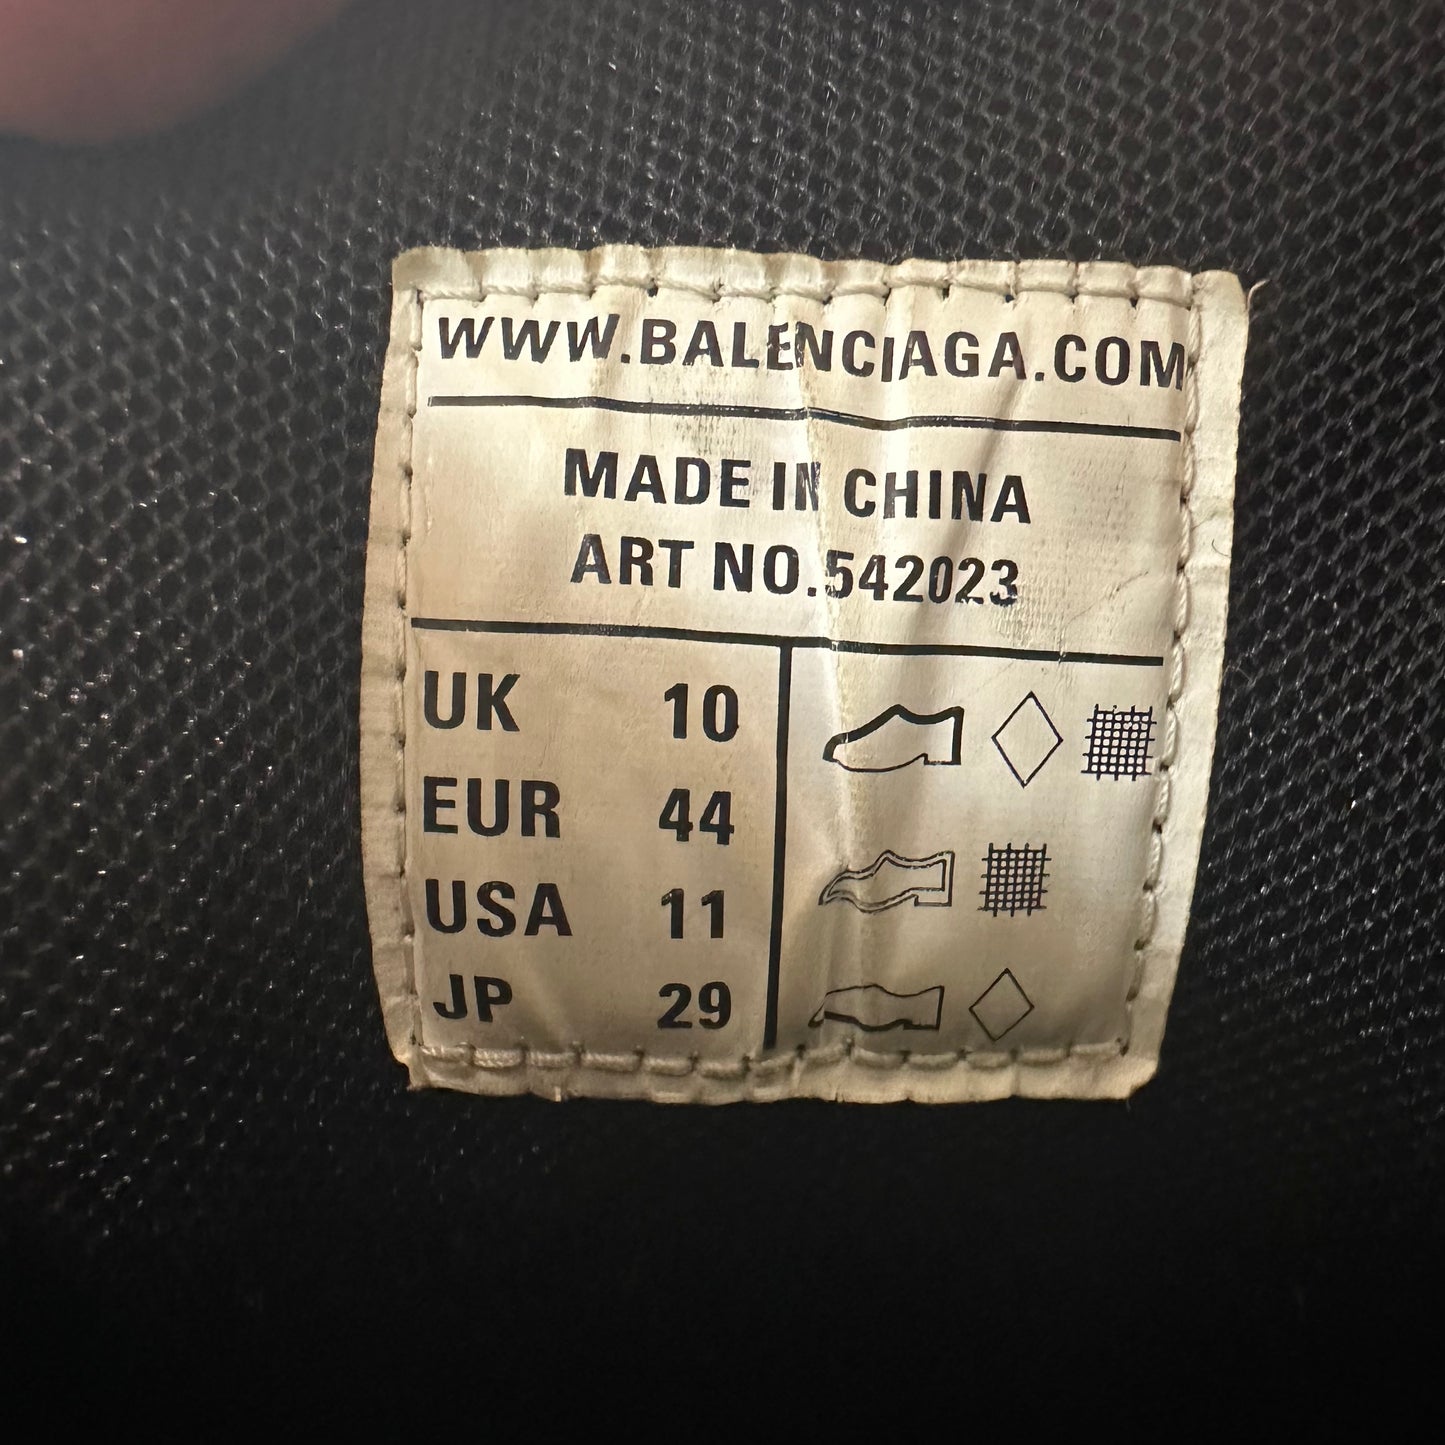 WWW.BALENCIAGA.COM
MADE IN CHINA
ART NO.542023
UK 10
EUR 44
USA 11
JP 29